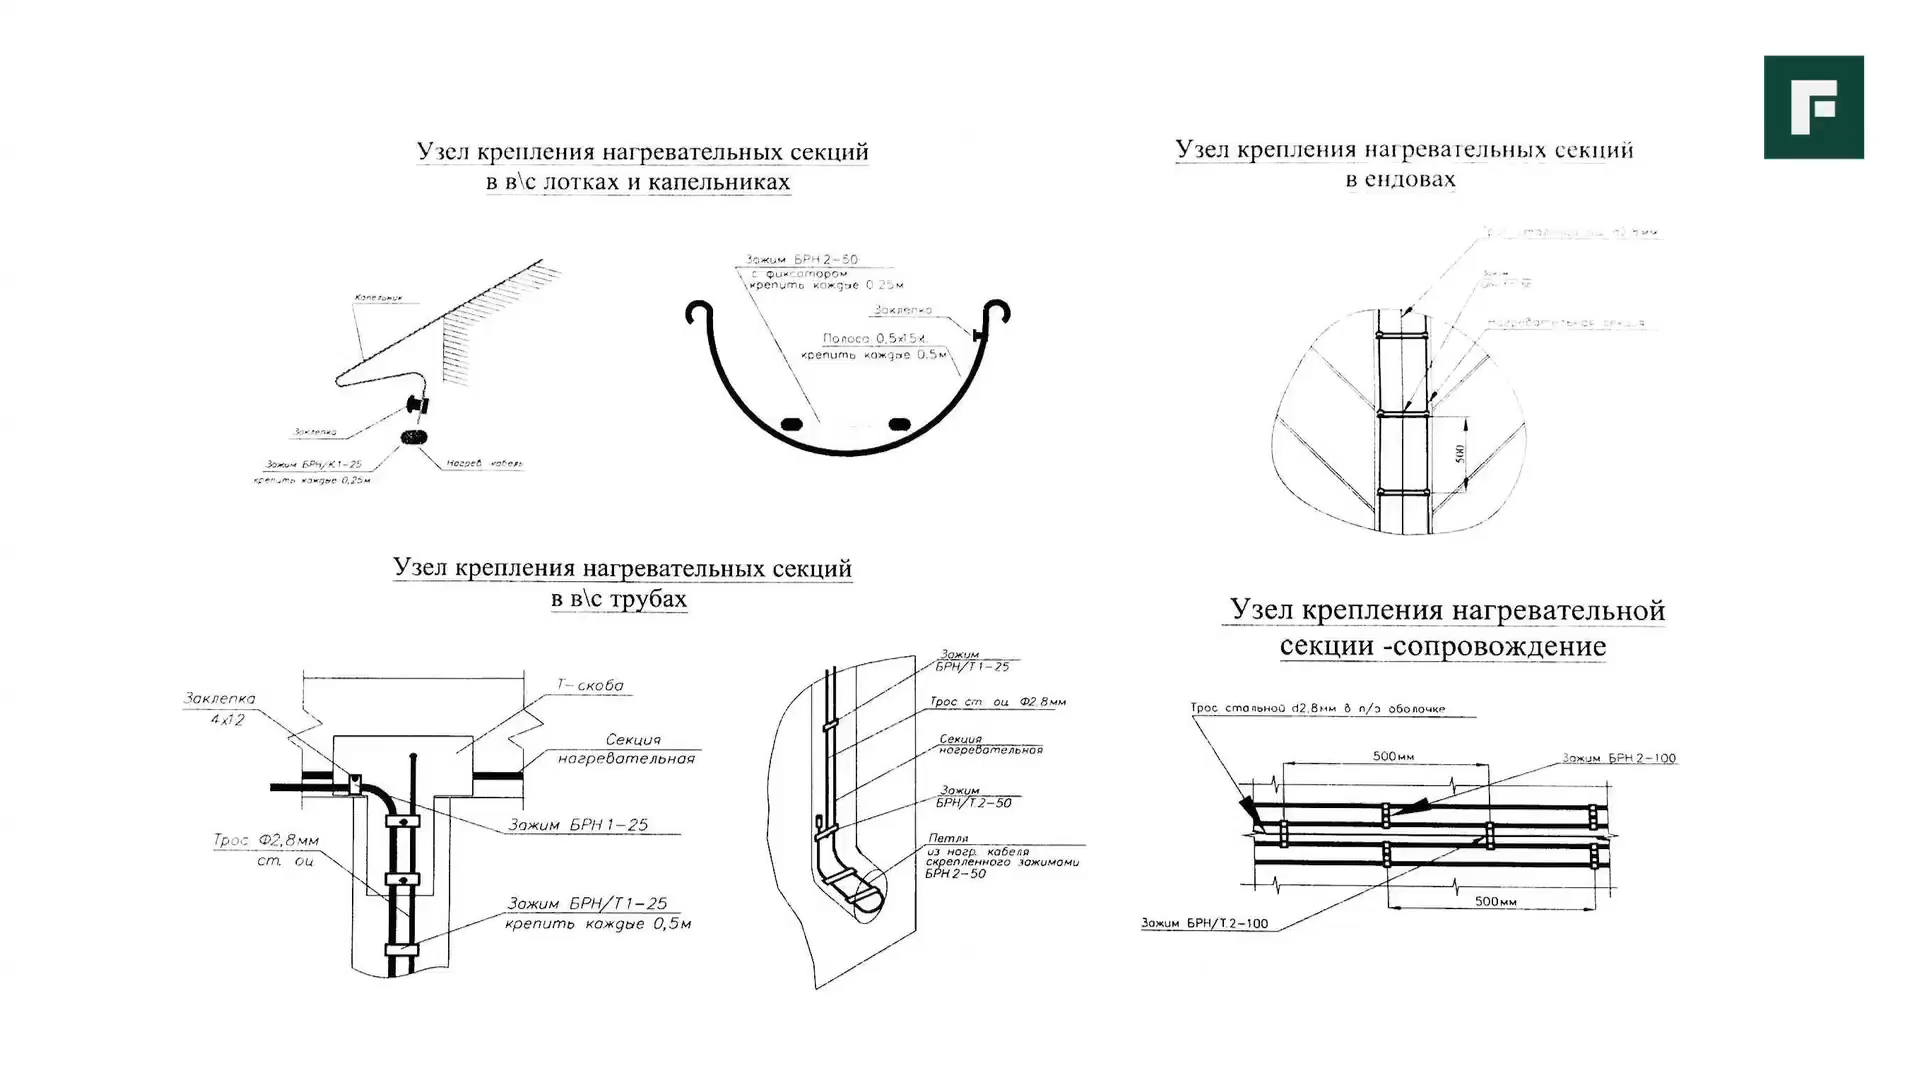 Узел крепления нагревательных секций
в в\с лотках и капельниках
Капельник
Заклепка
Зажим БРН/К1-25
крепить каждые 0,25м
Нагрев. кабель
Зажим БРН 2-50
с фиксатором
крепить каждые 0.25м
Заклепка
Полоса 0,5х15м.
крепить каждые 0.5м
Узел крепления нагревательных секций
в ендовах
Трос
Зажим
Нагревательная секция
500
Узел крепления нагревательных секций
в в\с трубах
Заклепка
4х12
Т-скоба
Секция
нагревательная
Зажим БРН 1-25
Трос Ф2,8мм
ст. оц
Зажим БРН/Т1-25
крепить каждые 0,5м
Зажим
БРН/Т1-25
Трос ст. оц Ф2,8мм
Секция
нагревательная
Зажим
БРН/Т2-50
Петля
из нагр. кабеля
скрепленного зажимами
БРН 2-50
Узел крепления нагревательной
секции -сопровождение
Трос стальной d2,8мм в п/э оболочке
500мм
Зажим БРН 2-100
500мм
Зажим БРН/Т.2-100